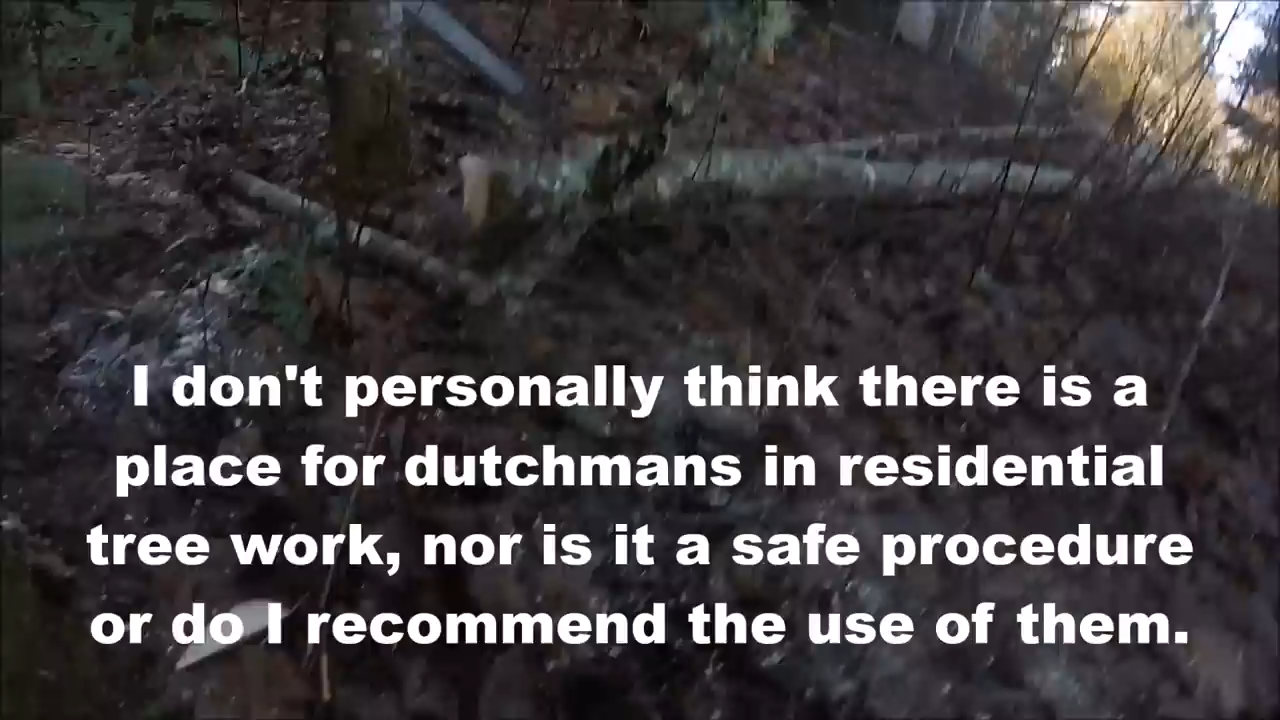 I don't personally think there is a
place for dutchmans in residential
tree work, nor is it a safe procedure
or do I recommend the use of them.